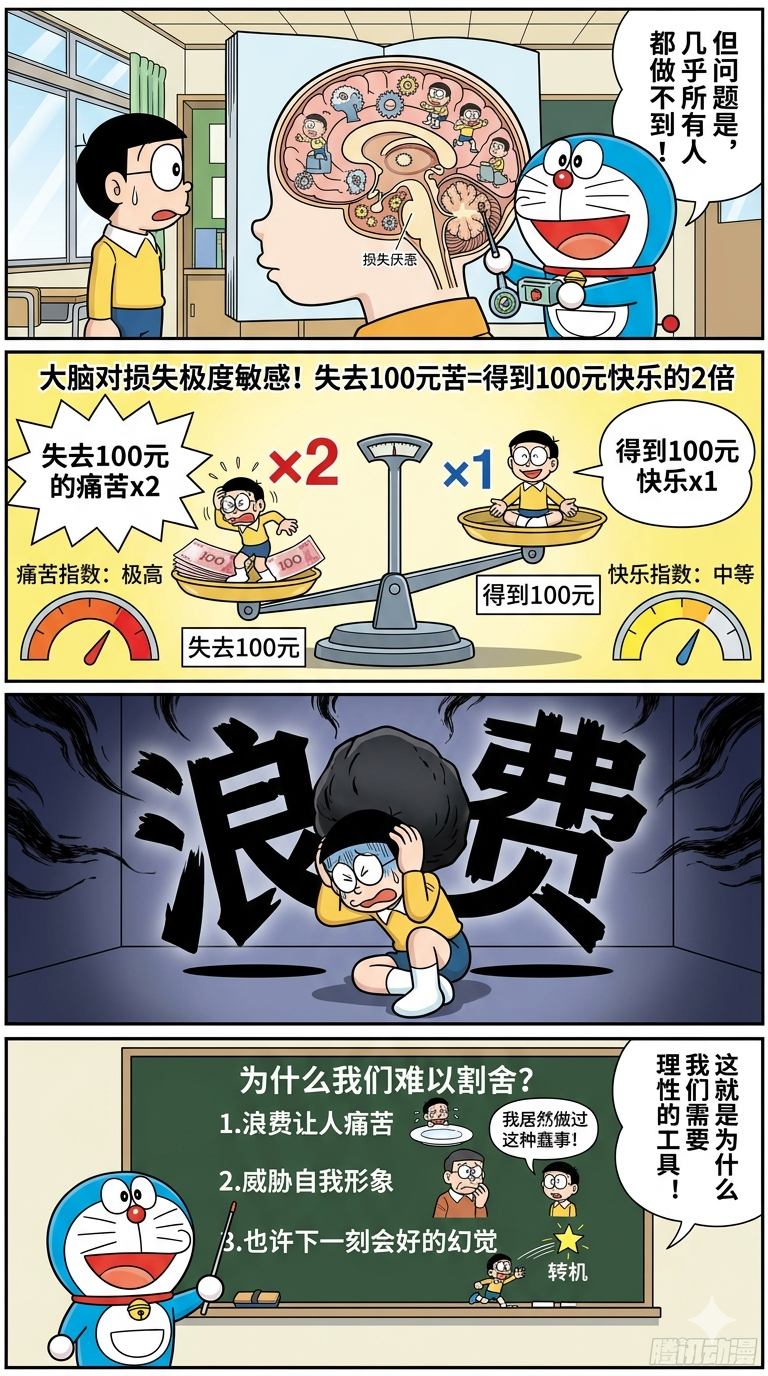 但问题是，
几乎所有人
都做不到！
损失厌恶
大脑对损失极度敏感！失去100元苦=得到100元快乐的2倍
失去100元
的痛苦x2
×2
×1
得到100元
快乐x1
100
100
痛苦指数：极高
快乐指数：中等
得到100元
失去100元
浪费
为什么我们难以割舍？
1.浪费让人痛苦
我居然做过
这种蠢事！
2.威胁自我形象
3.也许下一刻会好的幻觉
转机
这就是为什么
我们需要
理性的工具！
腾讯动漫